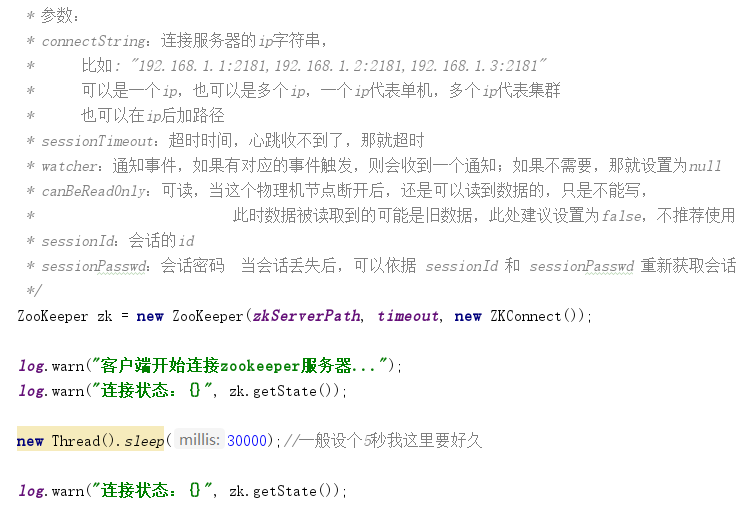 * 参数：
* connectString：连接服务器的ip字符串，
*      比如: "192.168.1.1:2181,192.168.1.2:2181,192.168.1.3:2181"
*      可以是一个ip，也可以是多个ip，一个ip代表单机，多个ip代表集群
*      也可以在ip后加路径
* sessionTimeout：超时时间，心跳收不到了，那就超时
* watcher：通知事件，如果有对应的事件触发，则会收到一个通知；如果不需要，那就设置为null
* canBeReadOnly：可读，当这个物理机节点断开后，还是可以读到数据的，只是不能写，
*                      此时数据被读取到的可能是旧数据，此处建议设置为false，不推荐使用
* sessionId：会话的id
* sessionPasswd：会话密码  当会话丢失后，可以依据 sessionId 和 sessionPasswd 重新获取会话
*/
ZooKeeper zk = new ZooKeeper(zkServerPath, timeout, new ZKConnect());
log.warn("客户端开始连接zookeeper服务器...");
log.warn("连接状态：{}", zk.getState());
new Thread().sleep( millis: 30000);//一般设个5秒我这里要好久
log.warn("连接状态：{}", zk.getState());